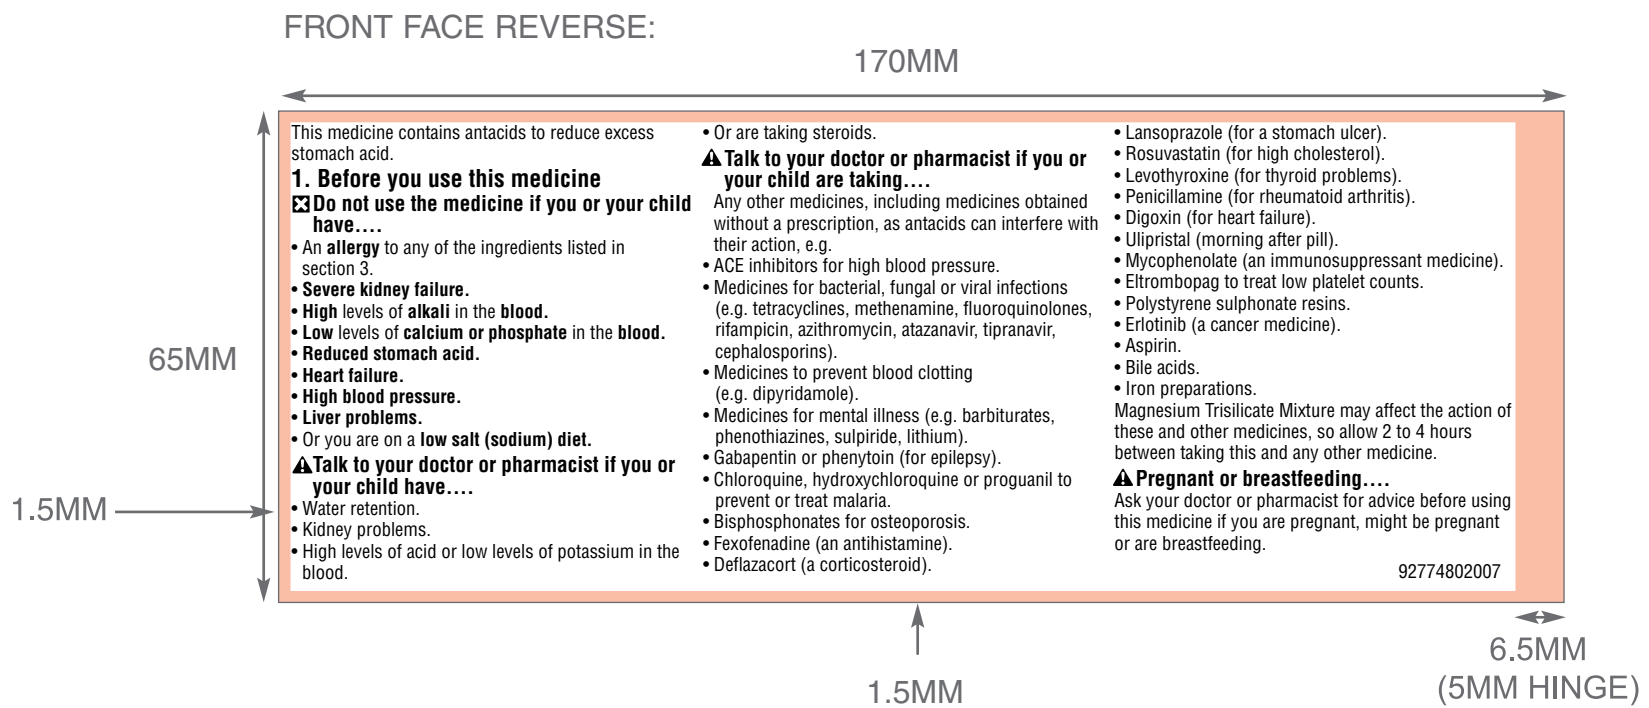 FRONT FACE REVERSE:
170MM
65MM
1.5MM
This medicine contains antacids to reduce excess
stomach acid.
1. Before you use this medicine
Do not use the medicine if you or your child
have....
• An allergy to any of the ingredients listed in
section 3.
• Severe kidney failure.
• High levels of alkali in the blood.
• Low levels of calcium or phosphate in the blood.
• Reduced stomach acid.
• Heart failure.
• High blood pressure.
• Liver problems.
• Or you are on a low salt (sodium) diet.
Talk to your doctor or pharmacist if you or
your child have....
• Water retention.
• Kidney problems.
• High levels of acid or low levels of potassium in the
blood.
• Or are taking steroids.
Talk to your doctor or pharmacist if you or
your child are taking....
Any other medicines, including medicines obtained
without a prescription, as antacids can interfere with
their action, e.g.
• ACE inhibitors for high blood pressure.
• Medicines for bacterial, fungal or viral infections
(e.g. tetracyclines, methenamine, fluoroquinolones,
rifampicin, azithromycin, atazanavir, tipranavir,
cephalosporins).
• Medicines to prevent blood clotting
(e.g. dipyridamole).
• Medicines for mental illness (e.g. barbiturates,
phenothiazines, sulpiride, lithium).
• Gabapentin or phenytoin (for epilepsy).
• Chloroquine, hydroxychloroquine or proguanil to
prevent or treat malaria.
• Bisphosphonates for osteoporosis.
• Fexofenadine (an antihistamine).
• Deflazacort (a corticosteroid).
• Lansoprazole (for a stomach ulcer).
• Rosuvastatin (for high cholesterol).
• Levothyroxine (for thyroid problems).
• Penicillamine (for rheumatoid arthritis).
• Digoxin (for heart failure).
• Ulipristal (morning after pill).
• Mycophenolate (an immunosuppressant medicine).
• Eltrombopag to treat low platelet counts.
• Polystyrene sulphonate resins.
• Erlotinib (a cancer medicine).
• Aspirin.
• Bile acids.
• Iron preparations.
Magnesium Trisilicate Mixture may affect the action of
these and other medicines, so allow 2 to 4 hours
between taking this and any other medicine.
Pregnant or breastfeeding....
Ask your doctor or pharmacist for advice before using
this medicine if you are pregnant, might be pregnant
or are breastfeeding.
92774802007
1.5MM
6.5MM
(5MM HINGE)